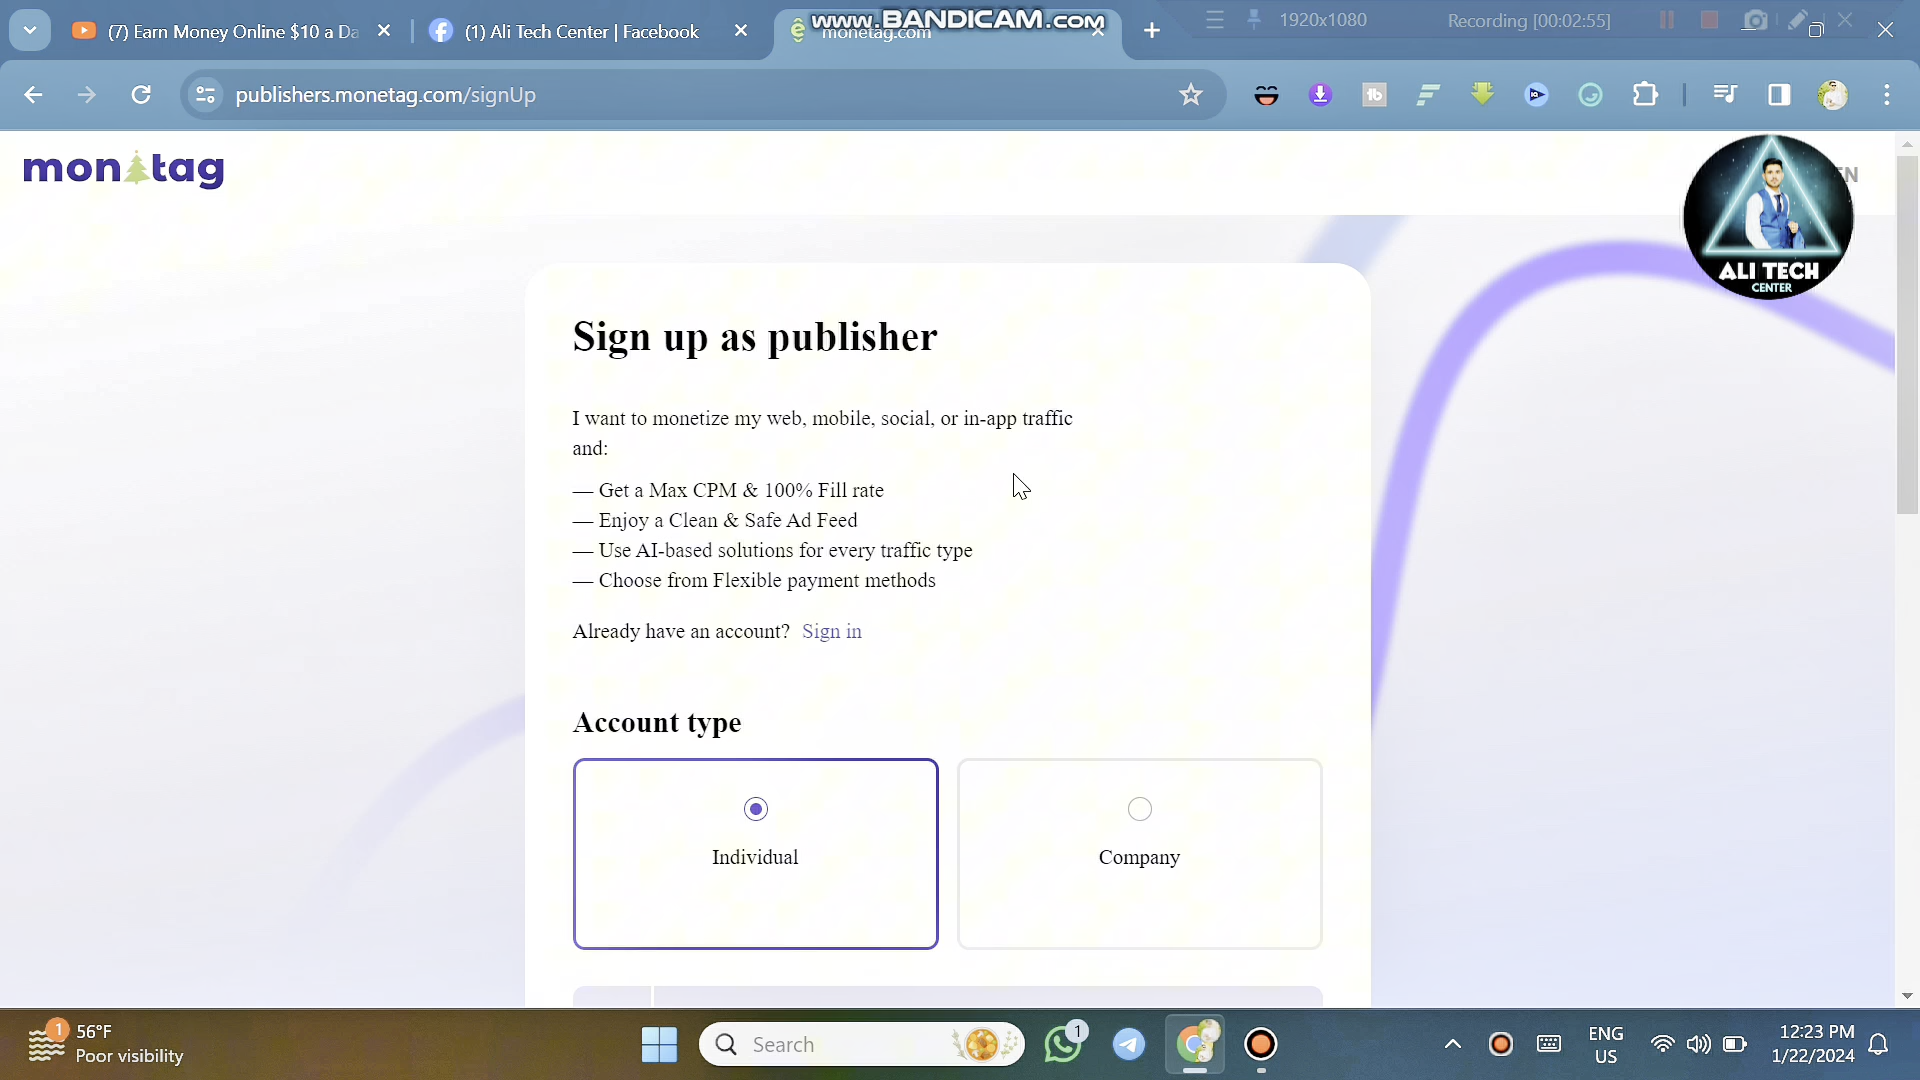 (7) Earn Money Online $10 a Da
(1) Ali Tech Center | Facebook
monetag.com
www.BANDICAM.com
1920x1080
Recording [00:02:55]
publishers.monetag.com/signUp
monetag
EN
ALI TECH
CENTER
Sign up as publisher
I want to monetize my web, mobile, social, or in-app traffic
and:
— Get a Max CPM & 100% Fill rate
— Enjoy a Clean & Safe Ad Feed
— Use AI-based solutions for every traffic type
— Choose from Flexible payment methods
Already have an account? Sign in
Account type
Individual
Company
1
56°F
Poor visibility
Search
1
ENG
US
12:23 PM
1/22/2024